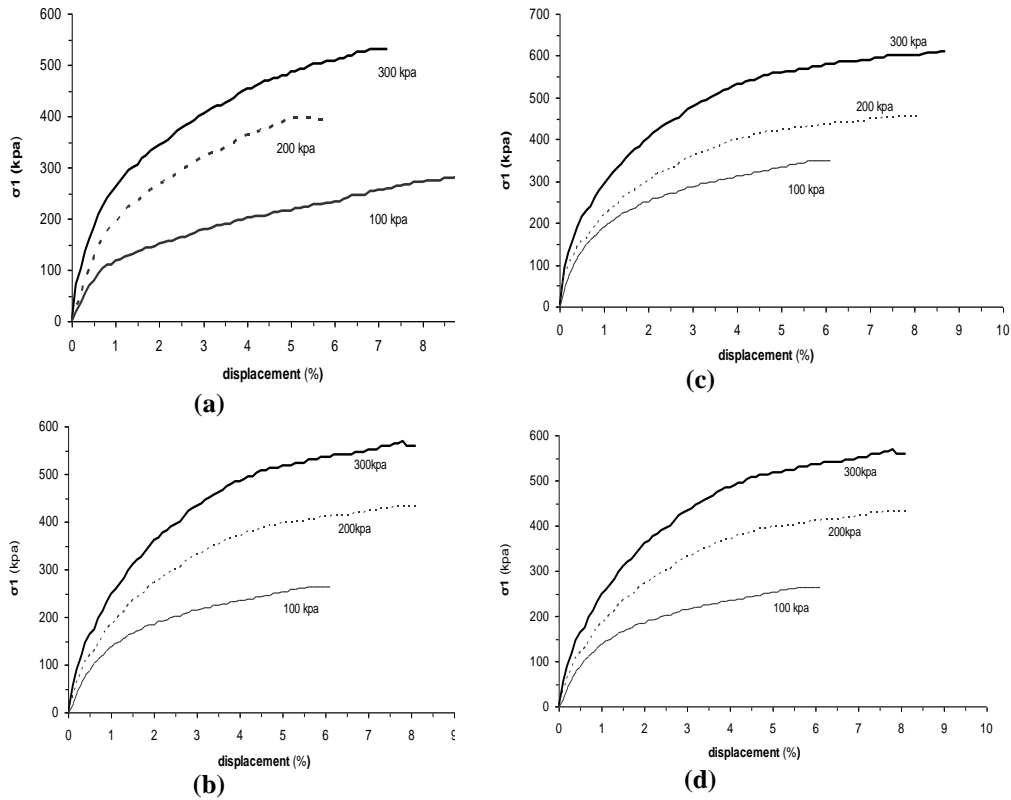 600
500
400
300
200
100
0
σ1 (kpa)
300 kpa
200 kpa
100 kpa
0 1 2 3 4 5 6 7 8
displacement (%)
(a)
700
600
500
400
300
200
100
0
σ1 (kpa)
300 kpa
200 kpa
100 kpa
0 1 2 3 4 5 6 7 8 9 10
displacement (%)
(c)
600
500
400
300
200
100
0
σ1 (kpa)
300kpa
200kpa
100 kpa
0 1 2 3 4 5 6 7 8 9
displacement (%)
(b)
600
500
400
300
200
100
0
σ1 (kpa)
300kpa
200kpa
100 kpa
0 1 2 3 4 5 6 7 8 9 10
displacement (%)
(d)